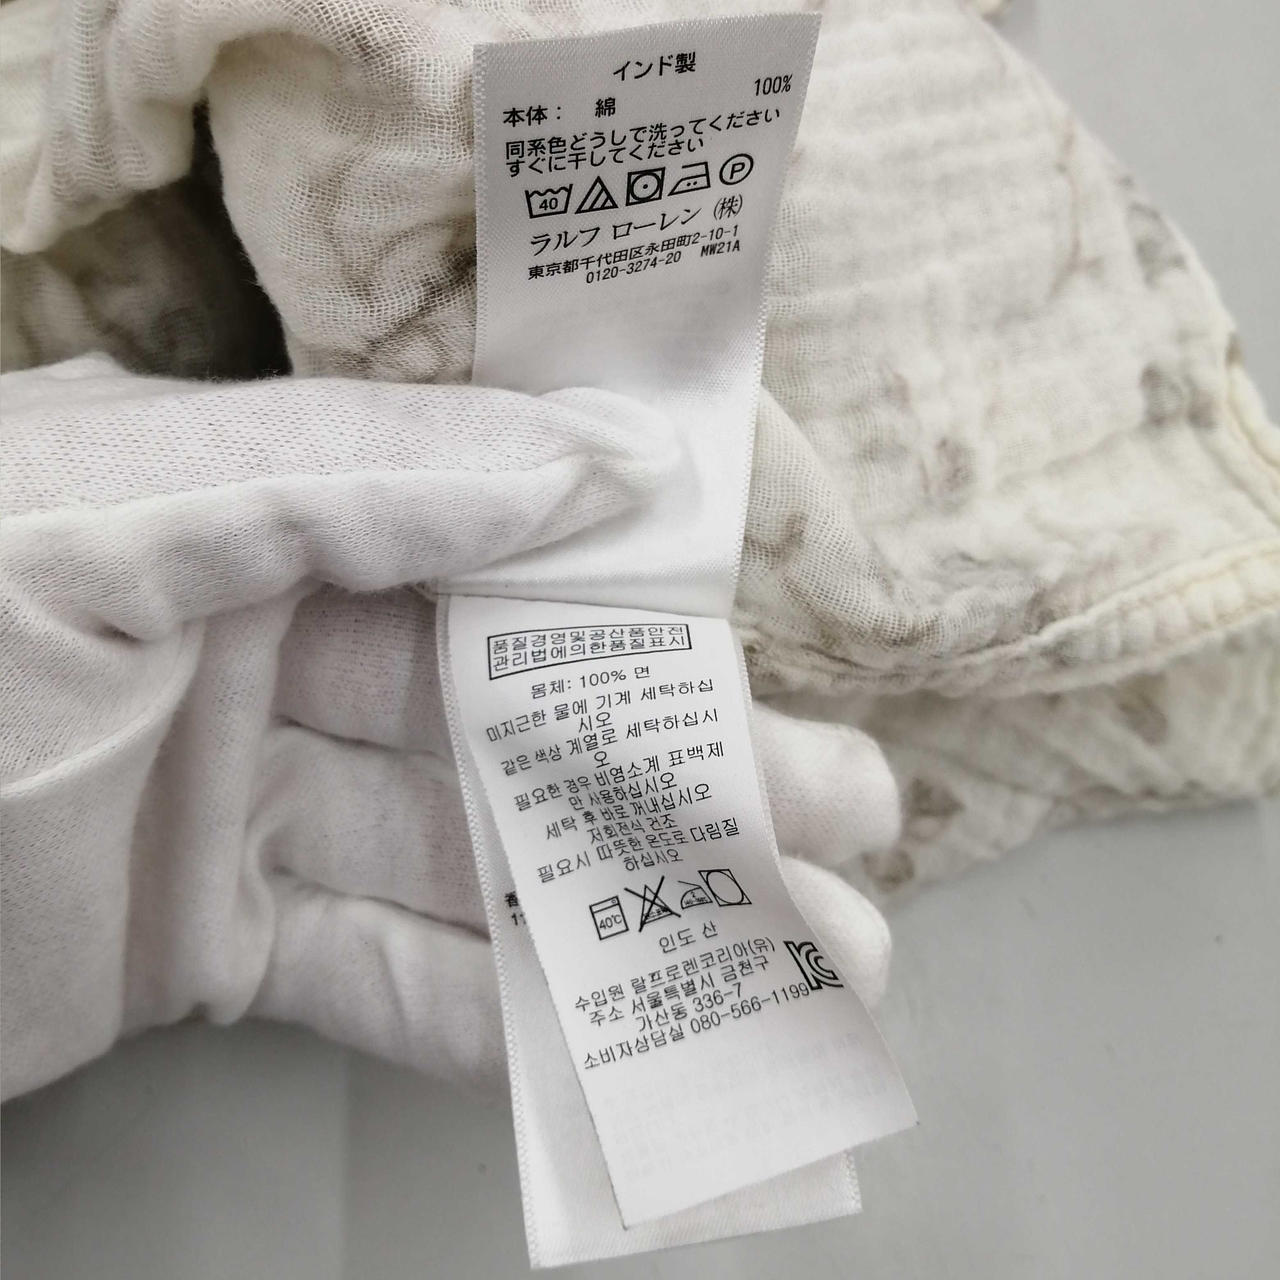 インド製
本体: 綿 100%
同系色どうしで洗ってください
すぐに干してください
40 P
ラルフ ローレン (株)
東京都千代田区永田町2-10-1
0120-3274-20 MW21A
품질경영및공산품안전
관리법에의한품질표시
몸체: 100% 면
미지근한 물에 기계 세탁하십
시오
같은 색상 계열로 세탁하십시
오
필요한 경우 비염소계 표백제
만 사용하십시오
세탁 후 바로 꺼내십시오
저회전식 건조
필요시 따뜻한 온도로 다림질
하십시오
40℃
인도 산
수입원 랄프로렌코리아(유)
주소 서울특별시 금천구
가산동 336-7
소비자상담실 080-566-1199